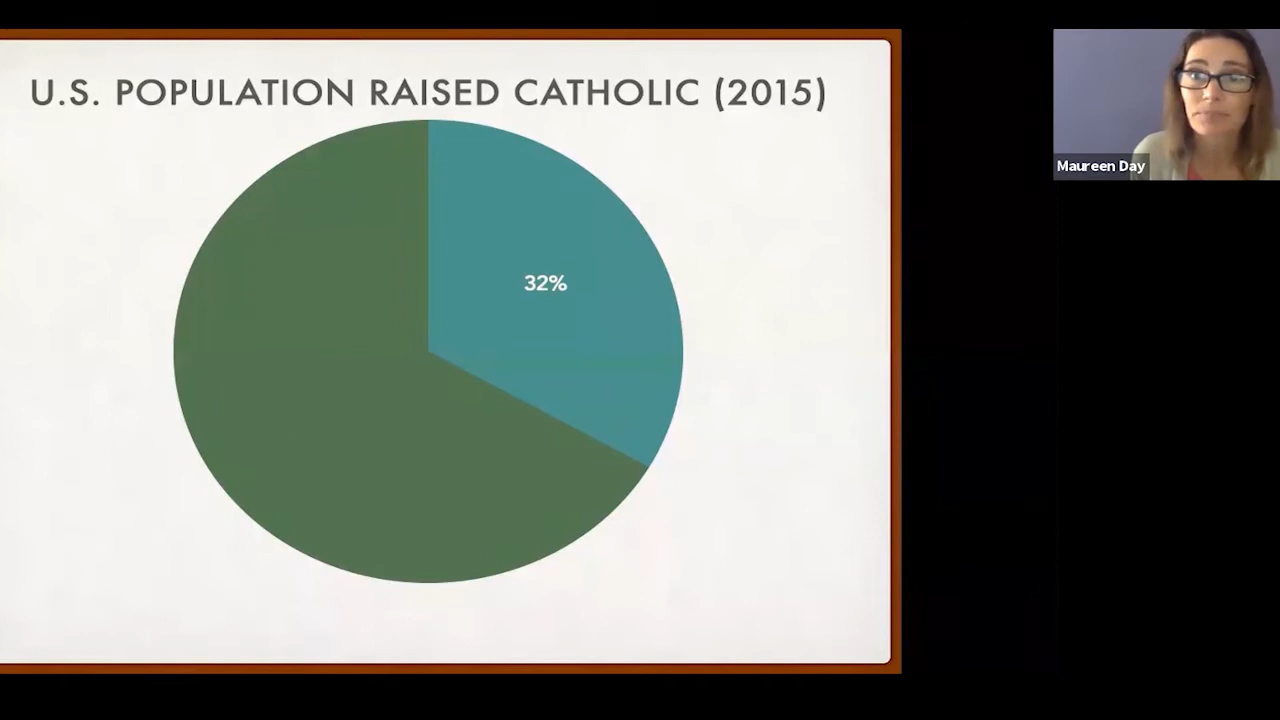 U.S. POPULATION RAISED CATHOLIC (2015)
32%
Maureen Day